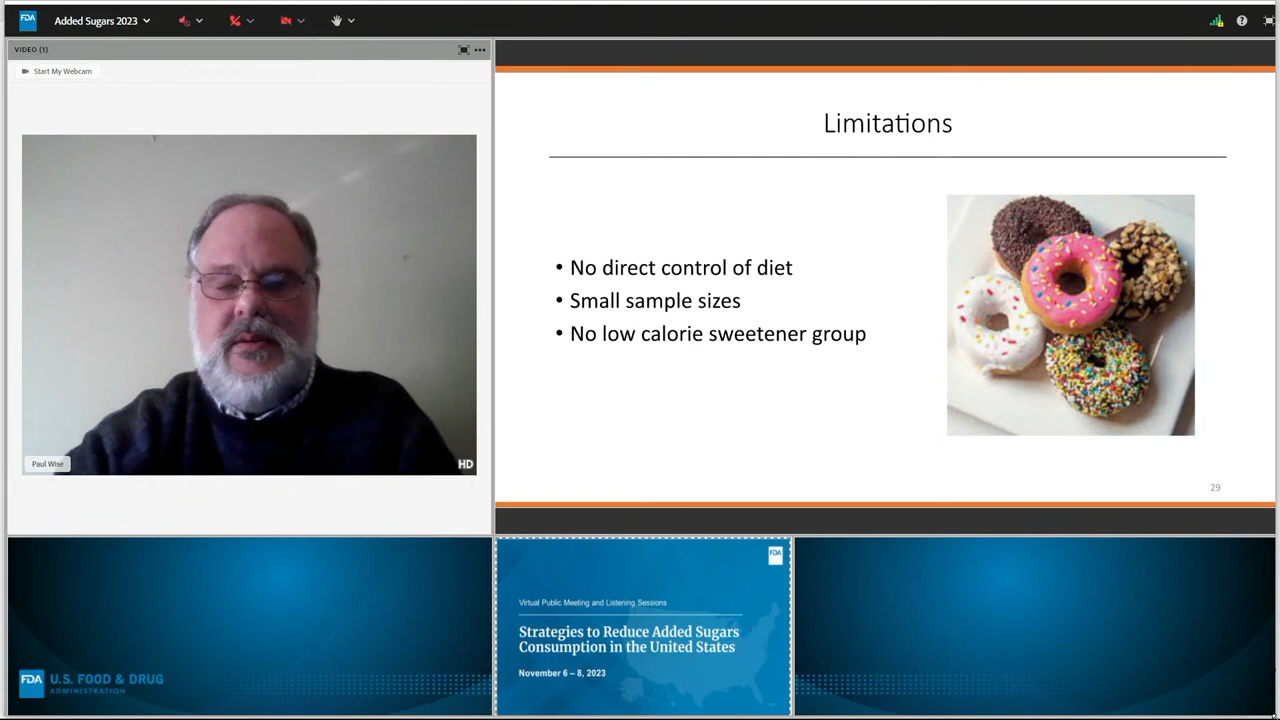 FDA
Added Sugars 2023
VIDEO (1)
Start My Webcam
Paul Wise
HD
Limitations
• No direct control of diet
• Small sample sizes
• No low calorie sweetener group
29
FDA
U.S. FOOD & DRUG
ADMINISTRATION
FDA
Virtual Public Meeting and Listening Sessions
Strategies to Reduce Added Sugars
Consumption in the United States
November 6 – 8, 2023